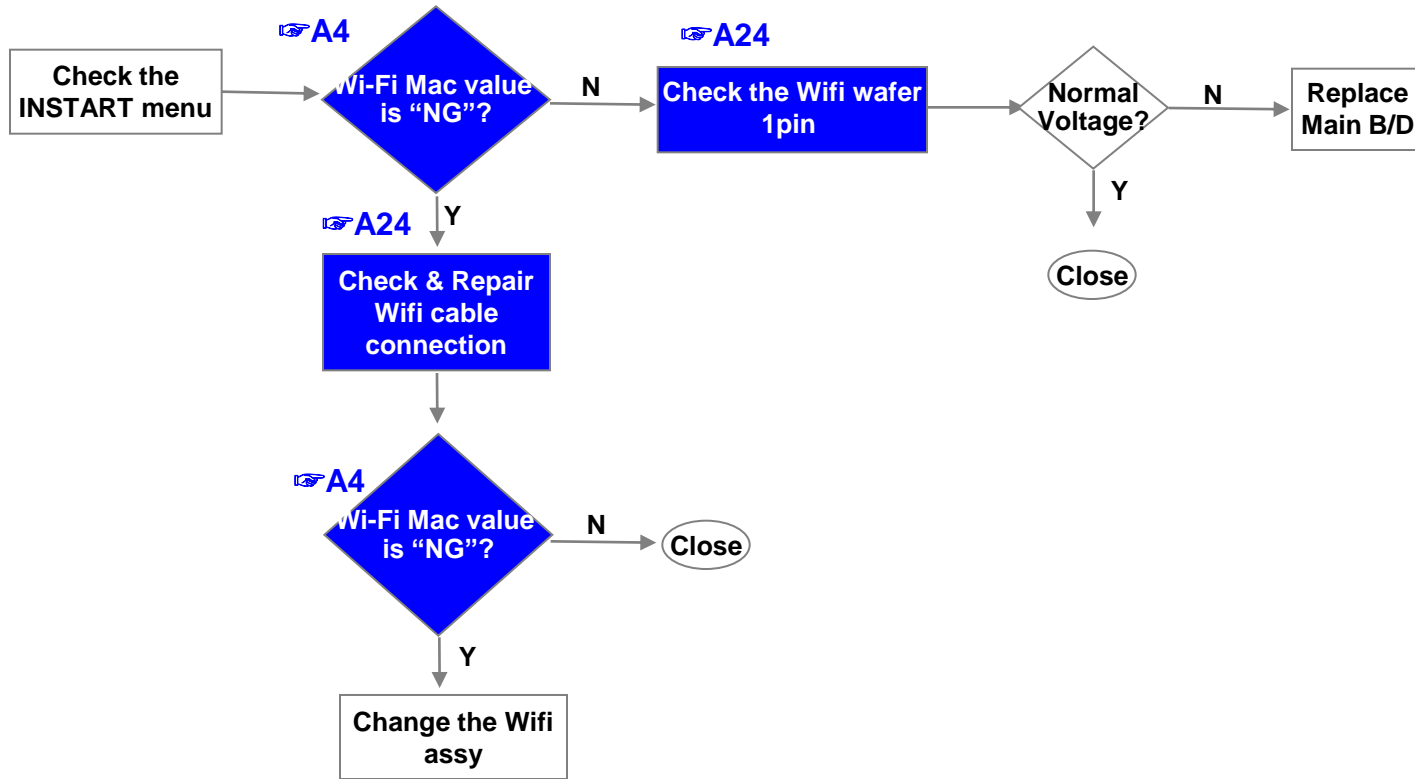 ☞A4
☞A24
Check the
INSTART menu
Wi-Fi Mac value
is “NG”?
N
Check the Wifi wafer
1pin
Normal
Voltage?
N
Replace
Main B/D
Y
☞A24
Y
Check & Repair
Wifi cable
connection
Close
☞A4
Wi-Fi Mac value
is “NG”?
N
Close
Y
Change the Wifi
assy